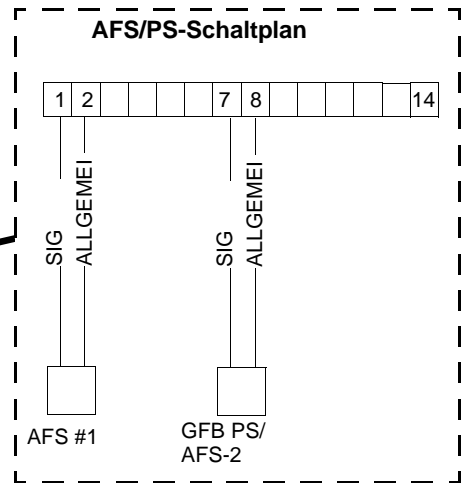 AFS/PS-Schaltplan
1 2 7 8 14
SIG
ALLGEMEI
SIG
ALLGEMEI
AFS #1
GFB PS/
AFS-2